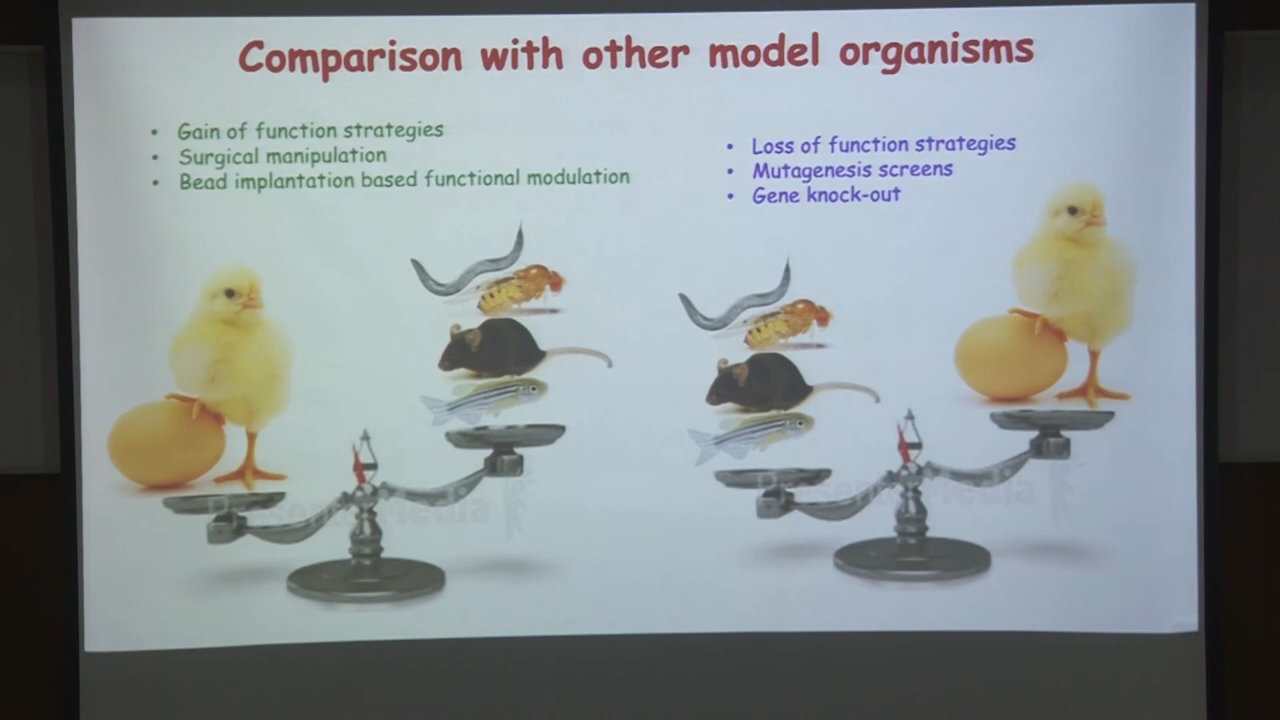 Comparison with other model organisms
• Gain of function strategies
• Surgical manipulation
• Bead implantation based functional modulation
• Loss of function strategies
• Mutagenesis screens
• Gene knock-out